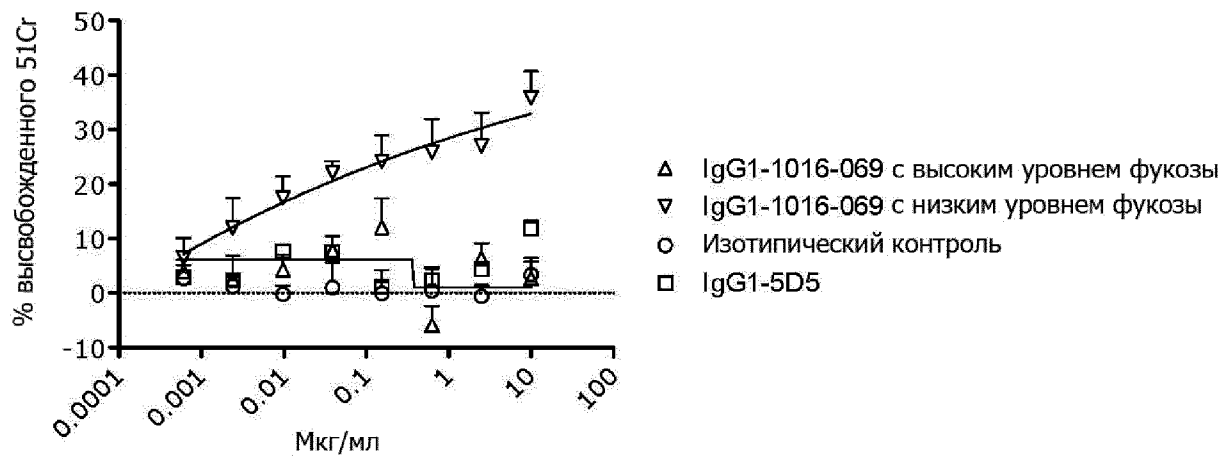 % высвобожденного 51Cr
50
40
30
20
10
0
-10
0.0001
0.001
0.01
0.1
1
10
100
Мкг/мл
IgG1-1016-069 с высоким уровнем фукозы
IgG1-1016-069 с низким уровнем фукозы
Изотипический контроль
IgG1-5D5